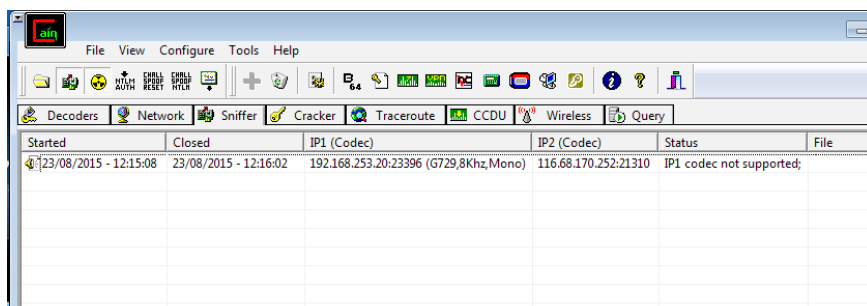 aín
File View Configure Tools Help
NTLM AUTH CHALL SPOOF RESET CHALL SPOOF NTLM B 64
Decoders Network Sniffer Cracker Traceroute CCDU Wireless Query
Started Closed IP1 (Codec) IP2 (Codec) Status File
23/08/2015 - 12:15:08 23/08/2015 - 12:16:02 192.168.253.20:23396 (G729,8Khz,Mono) 116.68.170.252:21310 IP1 codec not supported;